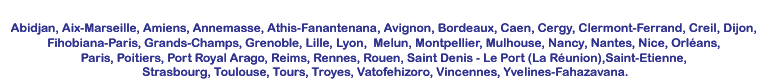 Abidjan, Aix-Marseille, Amiens, Annemasse, Athis-Fanantenana, Avignon, Bordeaux, Caen, Cergy, Clermont-Ferrand, Creil, Dijon,
Fihobiana-Paris, Grands-Champs, Grenoble, Lille, Lyon, Melun, Montpellier, Mulhouse, Nancy, Nantes, Nice, Orléans,
Paris, Poitiers, Port Royal Arago, Reims, Rennes, Rouen, Saint Denis - Le Port (La Réunion),Saint-Etienne,
Strasbourg, Toulouse, Tours, Troyes, Vatofehizoro, Vincennes, Yvelines-Fahazavana.